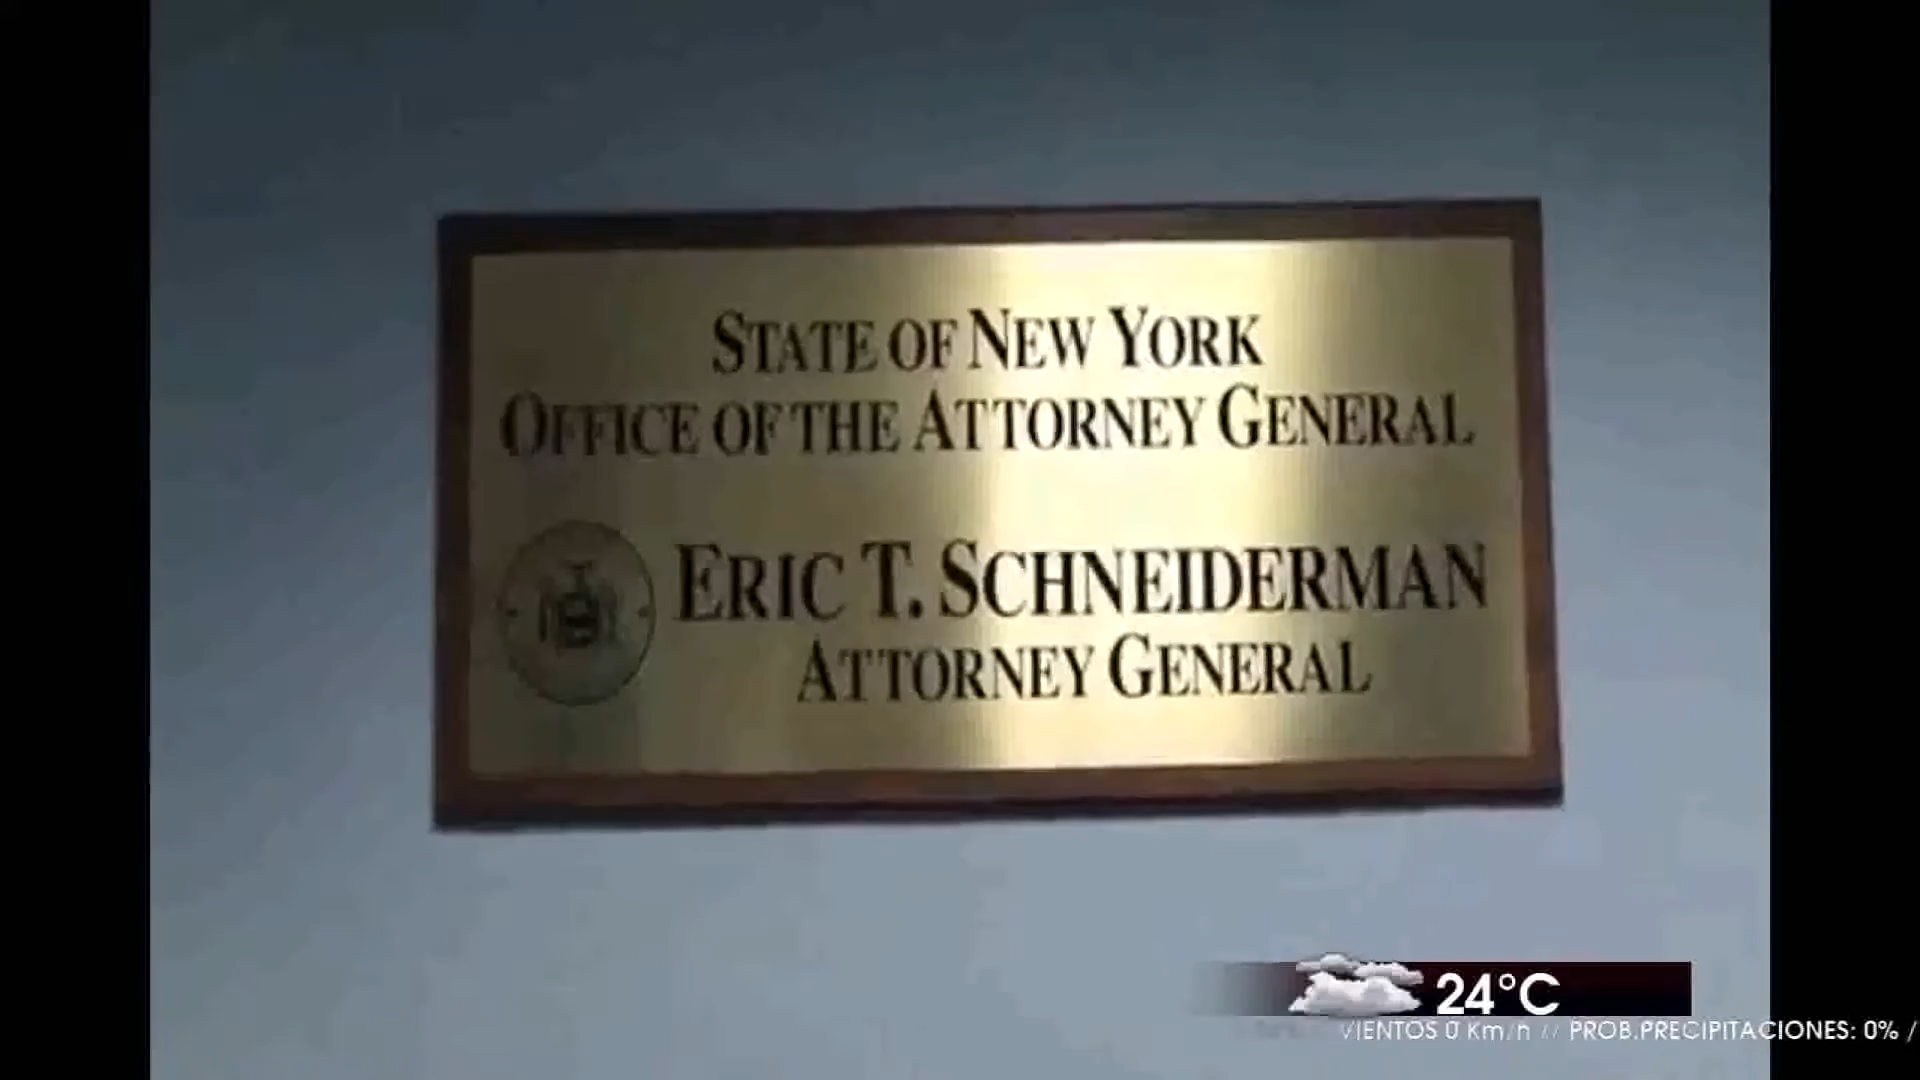 STATE OF NEW YORK
OFFICE OF THE ATTORNEY GENERAL
ERIC T. SCHNEIDERMAN
ATTORNEY GENERAL
24°C
VIENTOS 0 Km/h // PROB.PRECIPITACIONES: 0% /